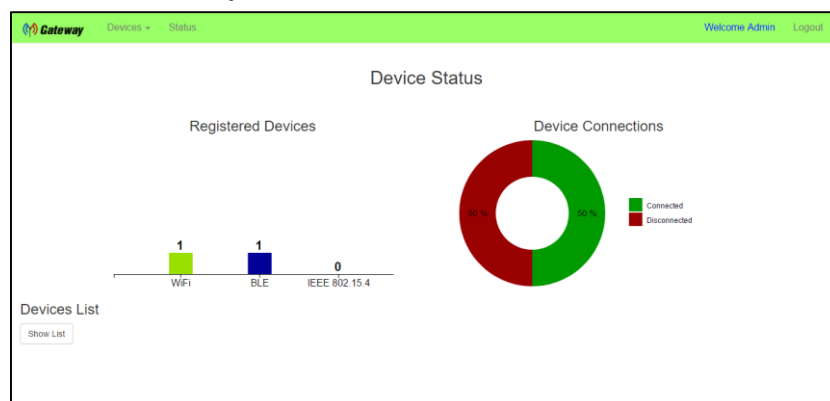 Gateway Devices Status Welcome Admin Logout
Device Status
Registered Devices
1 1 0
WiFi BLE IEEE 802.15.4
Device Connections
50 % 50 %
Connected
Disconnected
Devices List
Show List